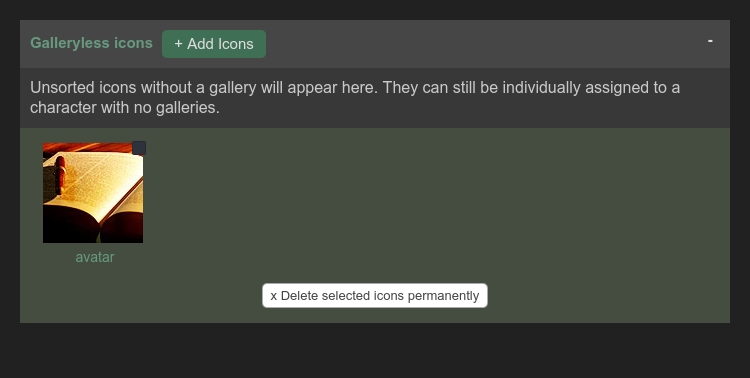 Galleryless icons + Add Icons -
Unsorted icons without a gallery will appear here. They can still be individually assigned to a
character with no galleries.
avatar
x Delete selected icons permanently